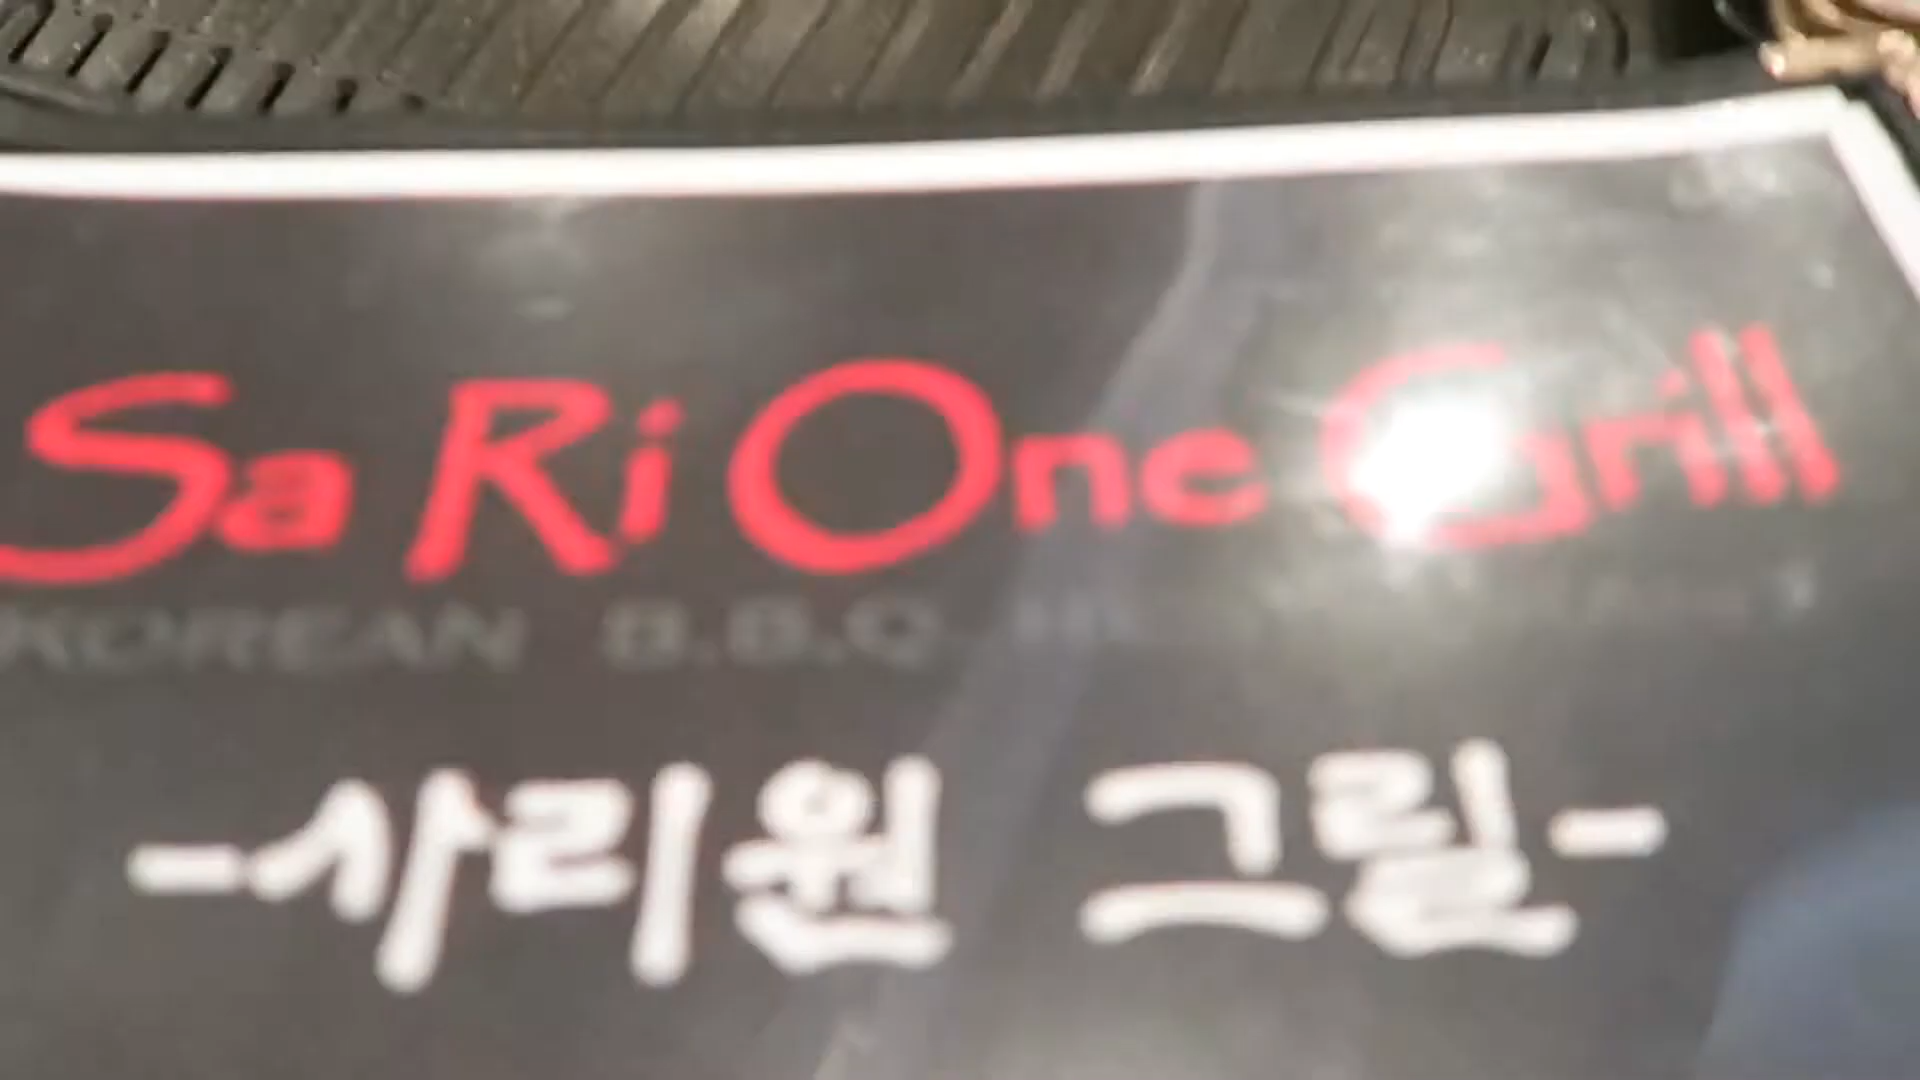 Sa Ri One Grill
KOREAN B.B.Q
-사리원 그릴-